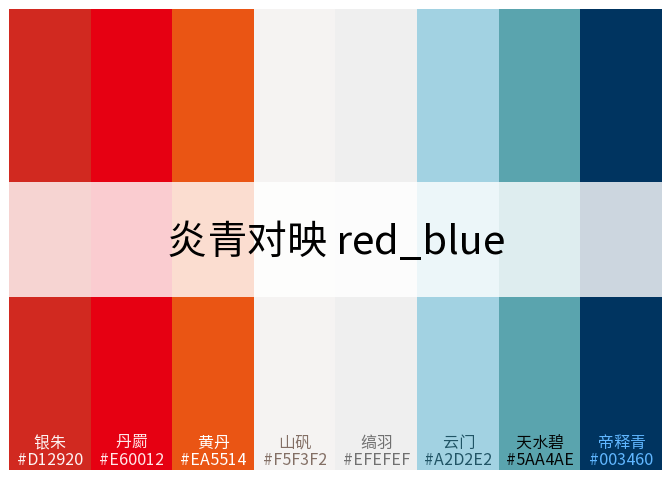 炎青对映 red_blue
银朱 丹罽 黄丹 山矾 缟羽 云门 天水碧 帝释青
#D12920 #E60012 #EA5514 #F5F3F2 #EFEFEF #A2D2E2 #5AA4AE #003460